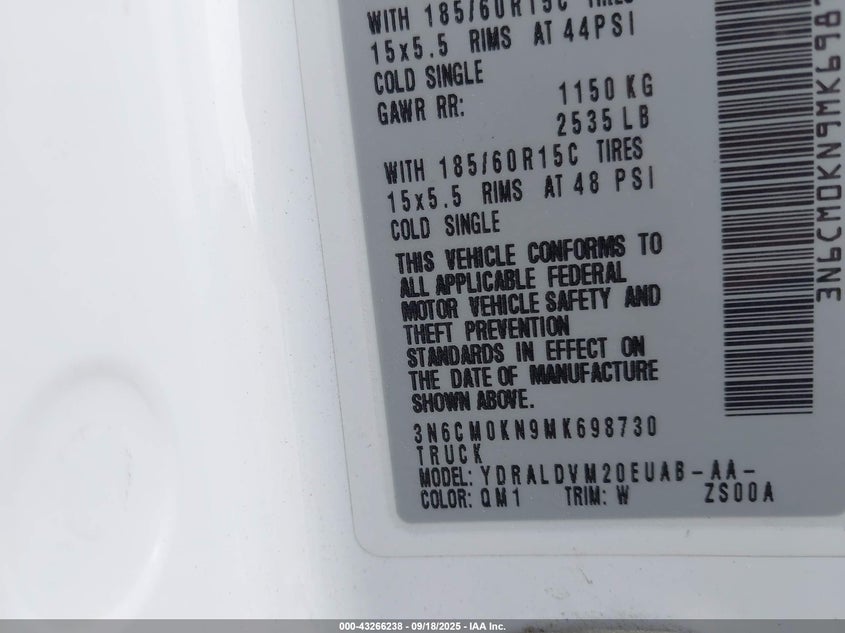 WITH 185/60R15C TIRES
15x5.5 RIMS AT 44PSI
COLD SINGLE
GAWR RR: 1150 KG
2535 LB
WITH 185/60R15C TIRES
15x5.5 RIMS AT 48 PSI
COLD SINGLE
THIS VEHICLE CONFORMS TO
ALL APPLICABLE FEDERAL
MOTOR VEHICLE SAFETY AND
THEFT PREVENTION
STANDARDS IN EFFECT ON
THE DATE OF MANUFACTURE
SHOWN ABOVE.
3N6CM0KN9MK698730
TRUCK
MODEL: YDRALDVM20EUAB-AA-
COLOR: QM1 TRIM: W ZS00A
3N6CM0KN9MK698
000-43266238 - 09/18/2025 - IAA Inc.